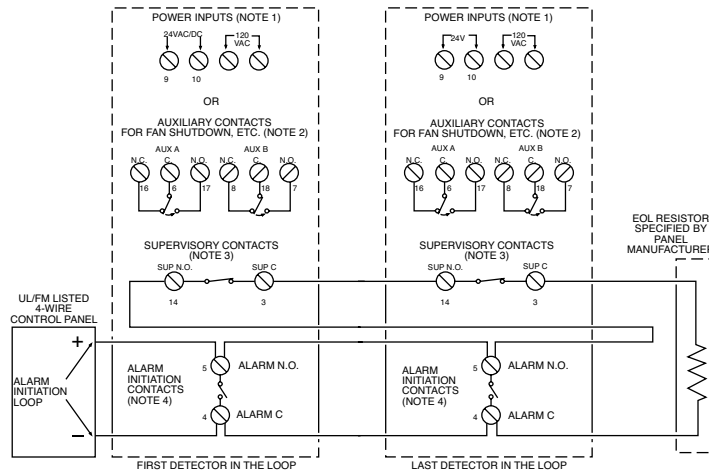 POWER INPUTS (NOTE 1)
24VAC/DC
120
VAC
9
10
OR
AUXILIARY CONTACTS
FOR FAN SHUTDOWN, ETC. (NOTE 2)
AUX A
AUX B
N.C.
C.
N.O.
N.C.
C.
N.O.
16
6
17
8
18
7
SUPERVISORY CONTACTS
(NOTE 3)
SUP N.O.
SUP C
14
3
ALARM
INITIATION
CONTACTS
(NOTE 4)
5
ALARM N.O.
4
ALARM C
FIRST DETECTOR IN THE LOOP
POWER INPUTS (NOTE 1)
24V
120
VAC
9
10
OR
AUXILIARY CONTACTS
FOR FAN SHUTDOWN, ETC. (NOTE 2)
AUX A
AUX B
N.C.
C.
N.O.
N.C.
C.
N.O.
16
6
17
8
18
7
SUPERVISORY CONTACTS
(NOTE 3)
SUP N.O.
SUP C
14
3
ALARM
INITIATION
CONTACTS
(NOTE 4)
5
ALARM N.O.
4
ALARM C
LAST DETECTOR IN THE LOOP
UL/FM LISTED
4-WIRE
CONTROL PANEL
+
ALARM
INITIATION
LOOP
–
EOL RESISTOR
SPECIFIED BY
PANEL
MANUFACTURER